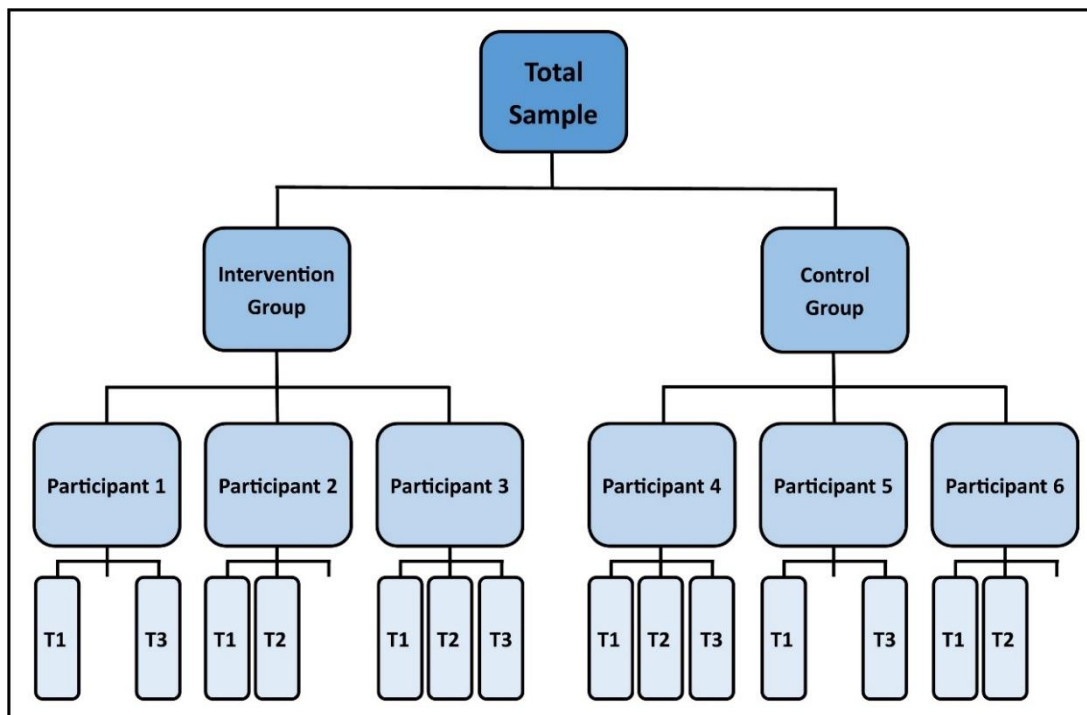 Total
Sample
Intervention
Group
Control
Group
Participant 1
Participant 2
Participant 3
Participant 4
Participant 5
Participant 6
T1
T3
T1
T2
T1
T2
T3
T1
T2
T3
T1
T3
T1
T2